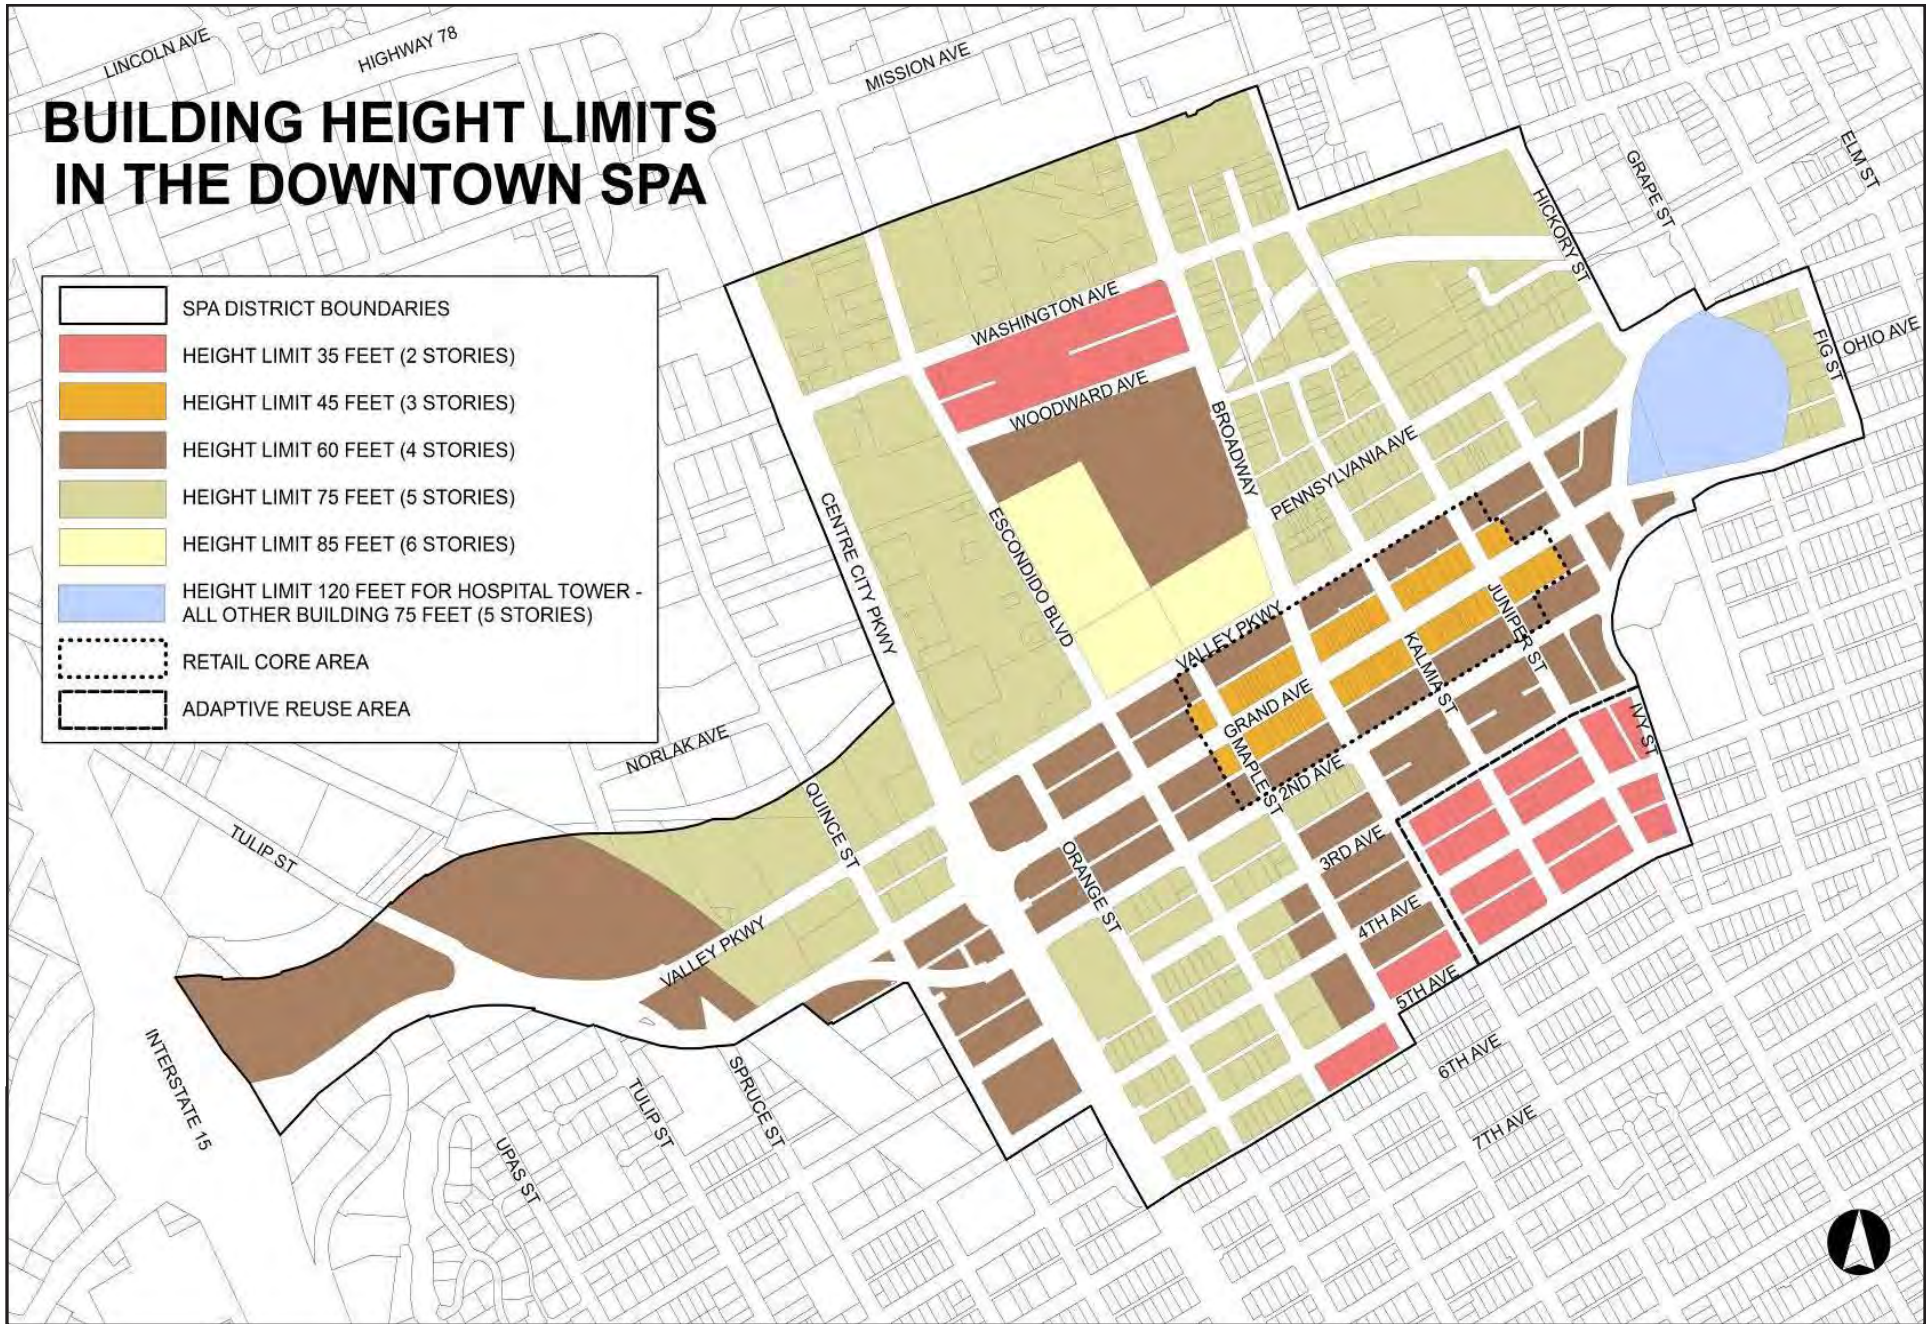 LINCOLN AVE
HIGHWAY 78
MISSION AVE
BUILDING HEIGHT LIMITS
IN THE DOWNTOWN SPA
ELM ST
GRAPE ST
HICKORY ST
SPA DISTRICT BOUNDARIES
HEIGHT LIMIT 35 FEET (2 STORIES)
HEIGHT LIMIT 45 FEET (3 STORIES)
HEIGHT LIMIT 60 FEET (4 STORIES)
HEIGHT LIMIT 75 FEET (5 STORIES)
HEIGHT LIMIT 85 FEET (6 STORIES)
HEIGHT LIMIT 120 FEET FOR HOSPITAL TOWER -
ALL OTHER BUILDING 75 FEET (5 STORIES)
RETAIL CORE AREA
ADAPTIVE REUSE AREA
WASHINGTON AVE
OHIO AVE
FIG ST
WOODWARD AVE
BROADWAY
PENNSYLVANIA AVE
CENTRE CITY PKWY
ESCONDIDO BLVD
VALLEY PKWY
JUNIPER ST
KALMIA ST
GRAND AVE
MAPLE ST
2ND AVE
IVY ST
NORLAK AVE
QUINCE ST
TULIP ST
ORANGE ST
3RD AVE
4TH AVE
VALLEY PKWY
5TH AVE
INTERSTATE 15
6TH AVE
7TH AVE
SPRUCE ST
TULIP ST
UPAS ST